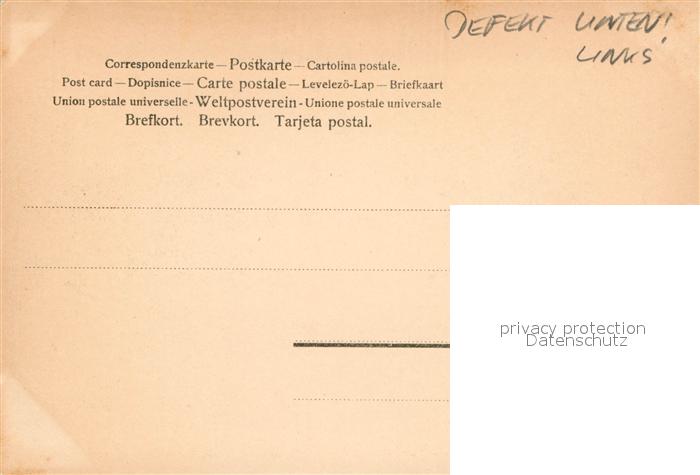 DEFEKT UNTEN!
LINKS
Correspondenzkarte — Postkarte — Cartolina postale.
Post card — Dopisnice — Carte postale — Levelező-Lap — Briefkaart
Union postale universelle - Weltpostverein - Unione postale universale
Brefkort. Brevkort. Tarjeta postal.
privacy protection
Datenschutz